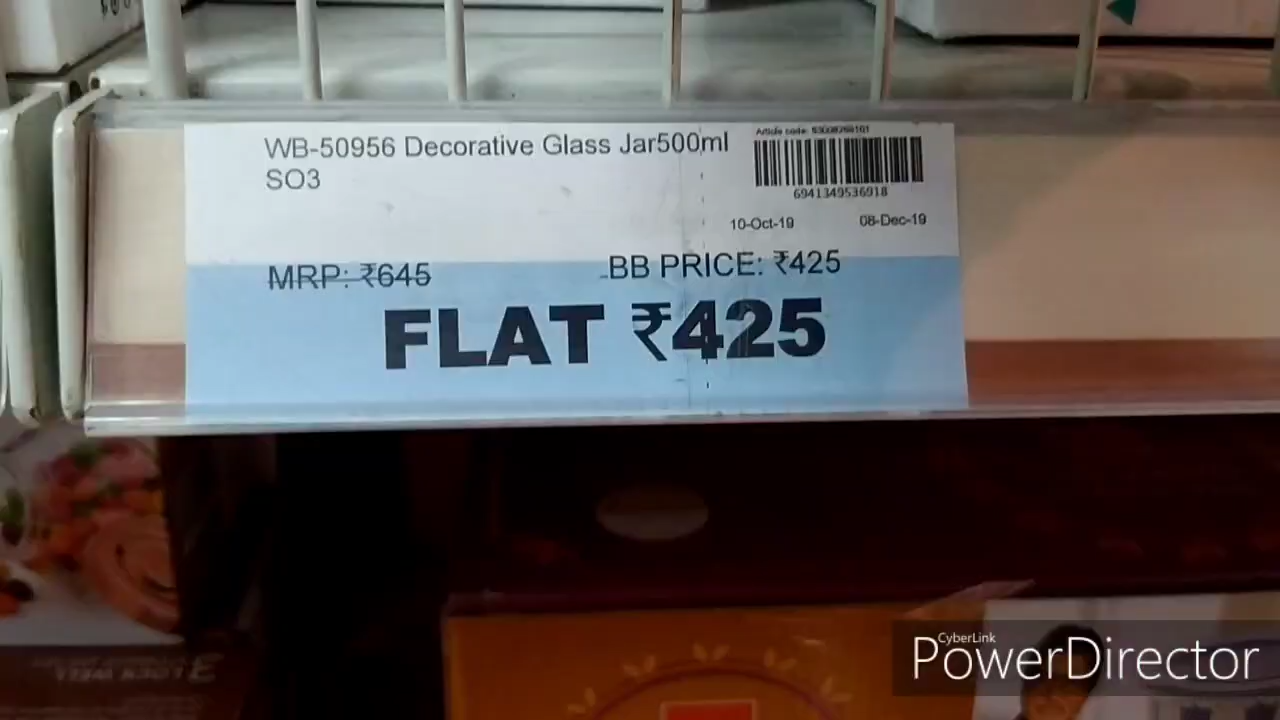 WB-50956 Decorative Glass Jar500ml
SO3
Article code:
6941349536918
10-Oct-19 08-Dec-19
MRP: ₹645 BB PRICE: ₹425
FLAT ₹425
CyberLink
PowerDirector